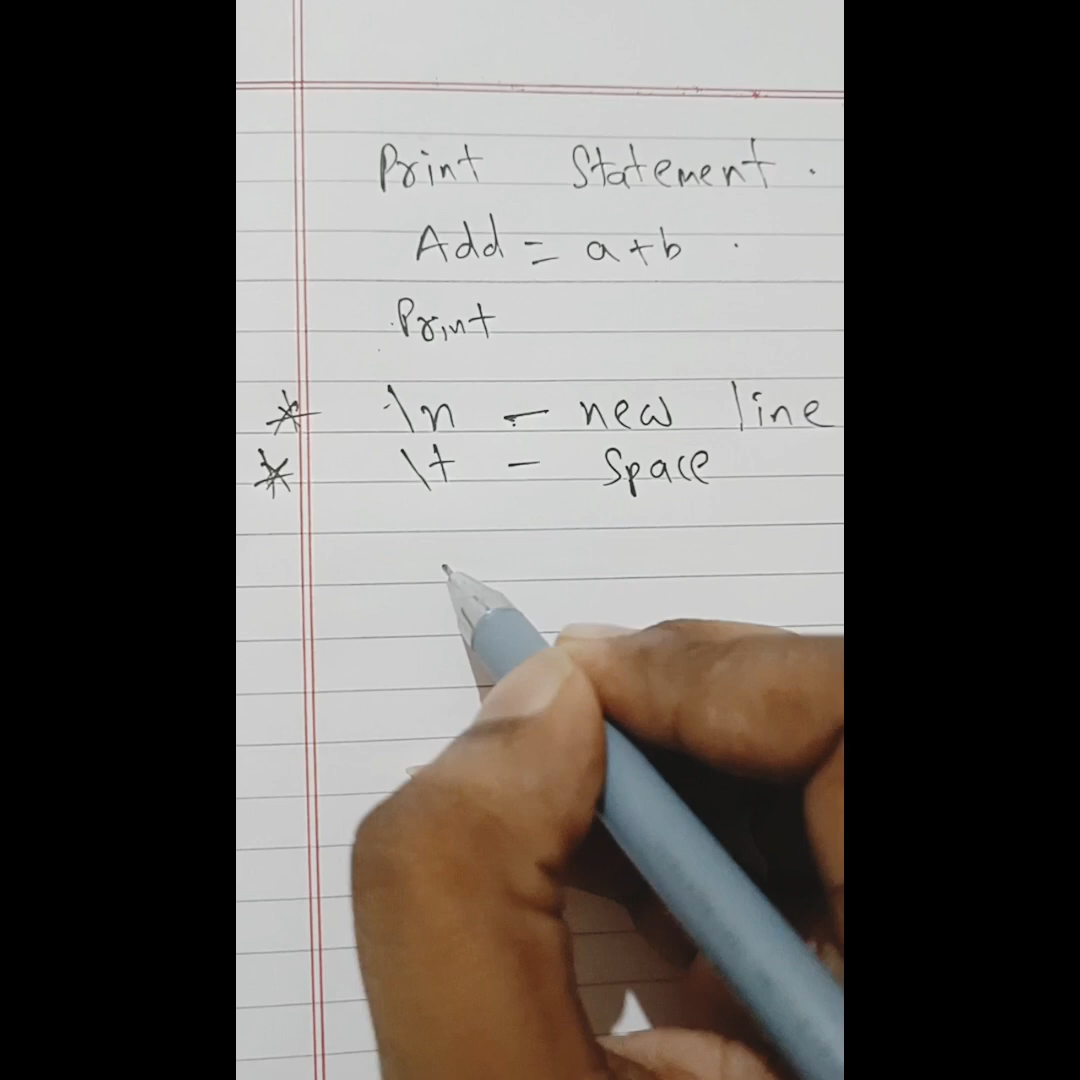 Print Statement .
Add = a+b .
Print
* \n - new line
* \t - Space